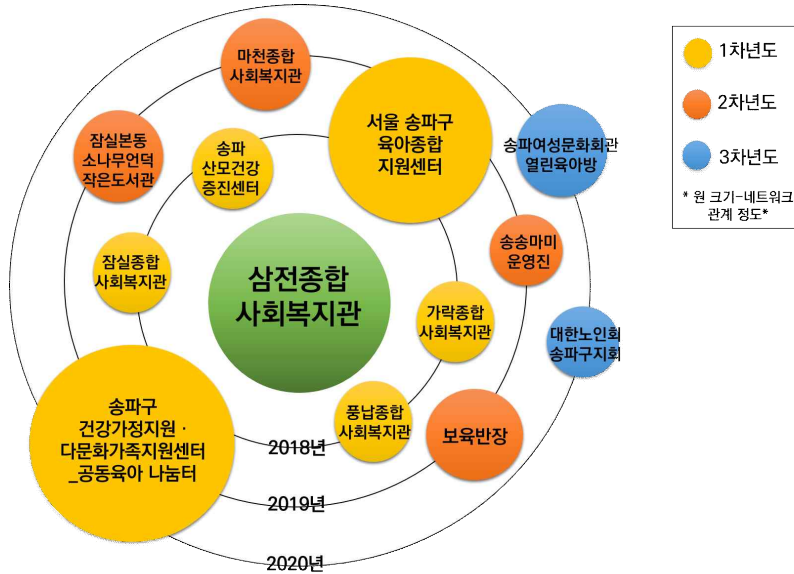 마천종합
사회복지관
서울 송파구
육아종합
지원센터
송파여성문화회관
열린육아방
잠실본동
소나무언덕
작은도서관
송파
산모건강
증진센터
송송마미
운영진
잠실종합
사회복지관
삼전종합
사회복지관
가락종합
사회복지관
대한노인회
송파구지회
송파구
건강가정지원·
다문화가족지원센터
_공동육아 나눔터
풍납종합
사회복지관
보육반장
2018년
2019년
2020년
1차년도
2차년도
3차년도
* 원 크기-네트워크
관계 정도*